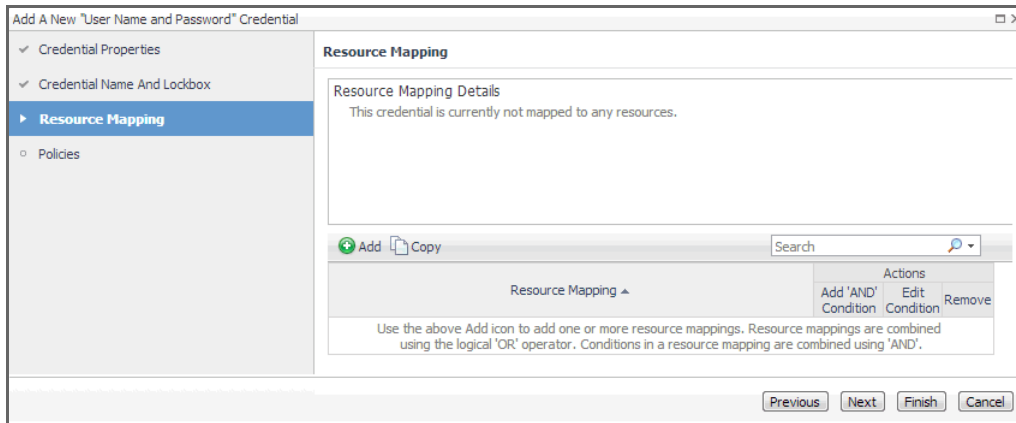 Add A New "User Name and Password" Credential
Credential Properties
Credential Name And Lockbox
Resource Mapping
Policies
Resource Mapping
Resource Mapping Details
This credential is currently not mapped to any resources.
Add Copy Search
Actions
Resource Mapping Add 'AND' Condition Edit Condition Remove
Use the above Add icon to add one or more resource mappings. Resource mappings are combined
using the logical 'OR' operator. Conditions in a resource mapping are combined using 'AND'.
Previous Next Finish Cancel